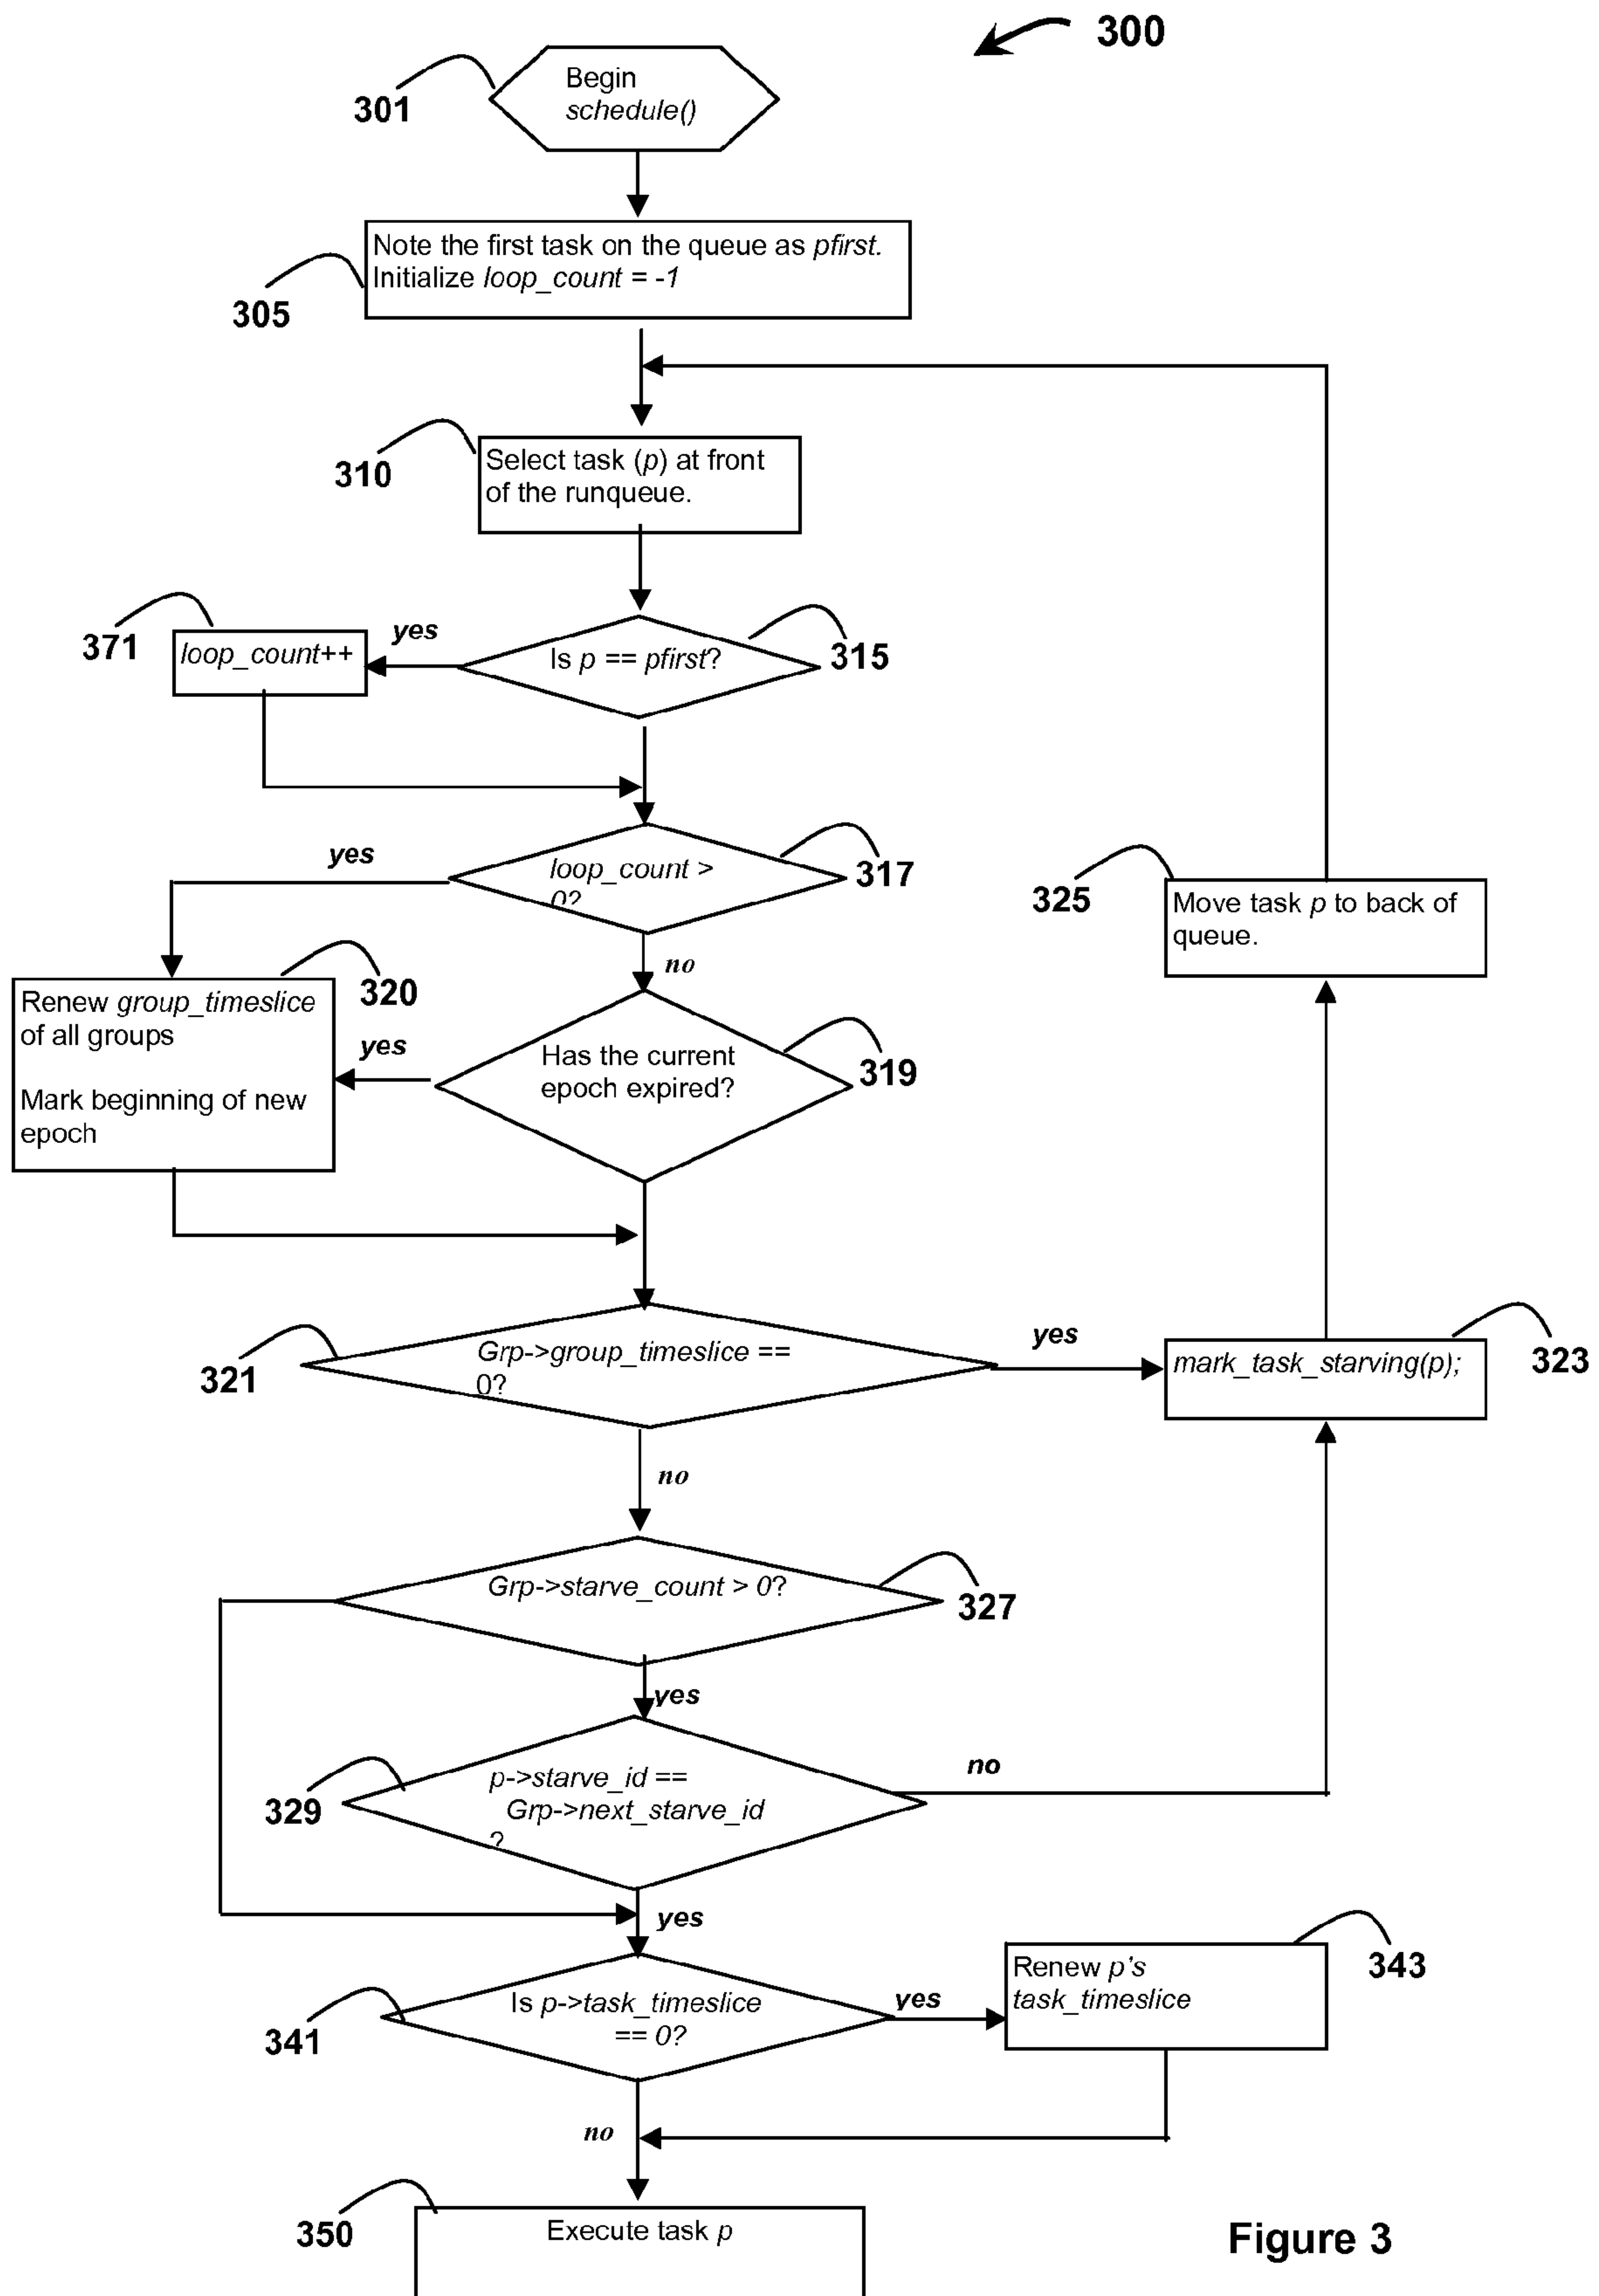 300
Begin
schedule()
301
Note the first task on the queue as pfirst.
Initialize loop_count = -1
305
Select task (p) at front
of the runqueue.
310
371
loop_count++
yes
Is p == pfirst?
315
yes
loop_count >
0?
317
325
Move task p to back of
queue.
no
Renew group_timeslice
of all groups
Mark beginning of new
epoch
320
yes
Has the current
epoch expired?
319
321
Grp->group_timeslice ==
0?
yes
mark_task_starving(p);
323
no
Grp->starve_count > 0?
327
yes
329
p->starve_id ==
Grp->next_starve_id
?
no
yes
341
Is p->task_timeslice
== 0?
yes
Renew p's
task_timeslice
343
no
350
Execute task p
Figure 3